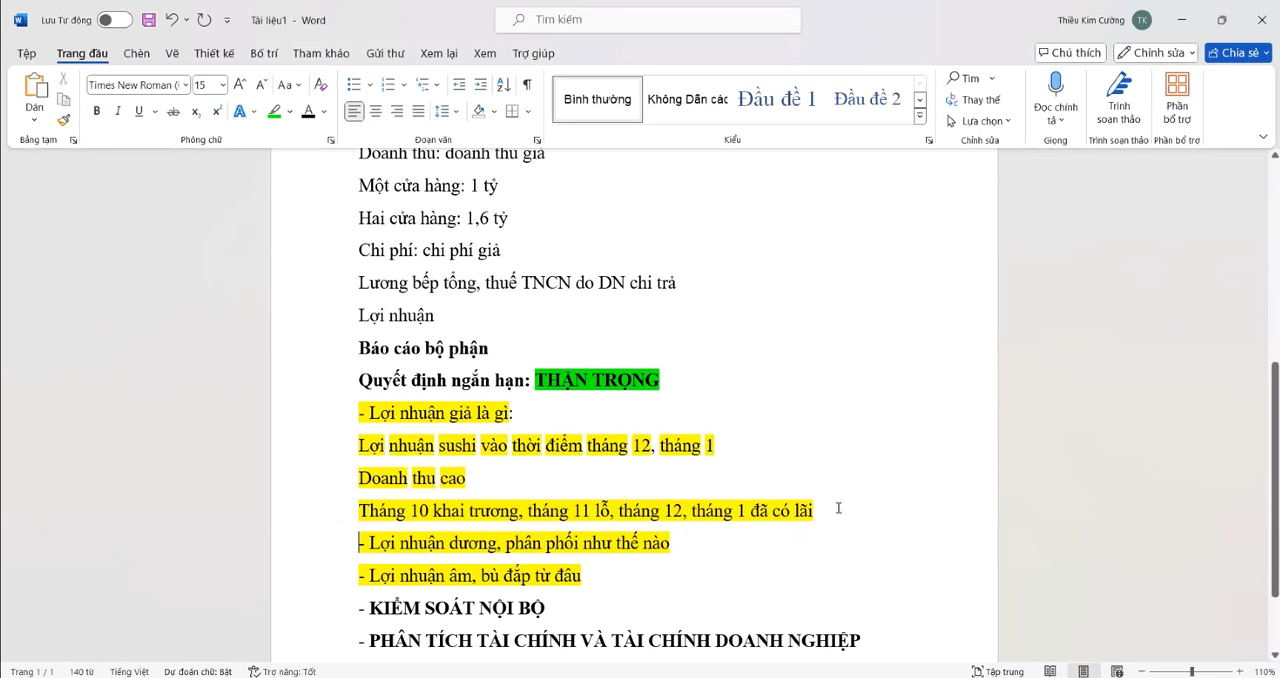 Lưu Tự động
Tài liệu1 - Word
Tìm kiếm
Thiều Kim Cường
TK
Tệp Trang đầu Chèn Vẽ Thiết kế Bố trí Tham khảo Gửi thư Xem lại Xem Trợ giúp
Chú thích Chỉnh sửa Chia sẻ
Dán
Times New Roman ( 15
Bình thường Không Dãn các Đầu đề 1 Đầu đề 2
Tìm
Thay thế
Lựa chọn
Đọc chính tả
Trình soạn thảo
Phần bổ trợ
Bảng tạm Phông chữ Đoạn văn Kiểu Chỉnh sửa Giọng Trình soạn thảo Phần bổ trợ
Doanh thu: doanh thu giả
Một cửa hàng: 1 tỷ
Hai cửa hàng: 1,6 tỷ
Chi phí: chi phí giả
Lương bếp tổng, thuế TNCN do DN chi trả
Lợi nhuận
Báo cáo bộ phận
Quyết định ngắn hạn: THẬN TRỌNG
- Lợi nhuận giả là gì:
Lợi nhuận sushi vào thời điểm tháng 12, tháng 1
Doanh thu cao
Tháng 10 khai trương, tháng 11 lỗ, tháng 12, tháng 1 đã có lãi
- Lợi nhuận dương, phân phối như thế nào
- Lợi nhuận âm, bù đắp từ đâu
- KIỂM SOÁT NỘI BỘ
- PHÂN TÍCH TÀI CHÍNH VÀ TÀI CHÍNH DOANH NGHIỆP
Trang 1 / 1 140 từ Tiếng Việt Dự đoán chữ: Bật Trợ năng: Tốt Tập trung 110%